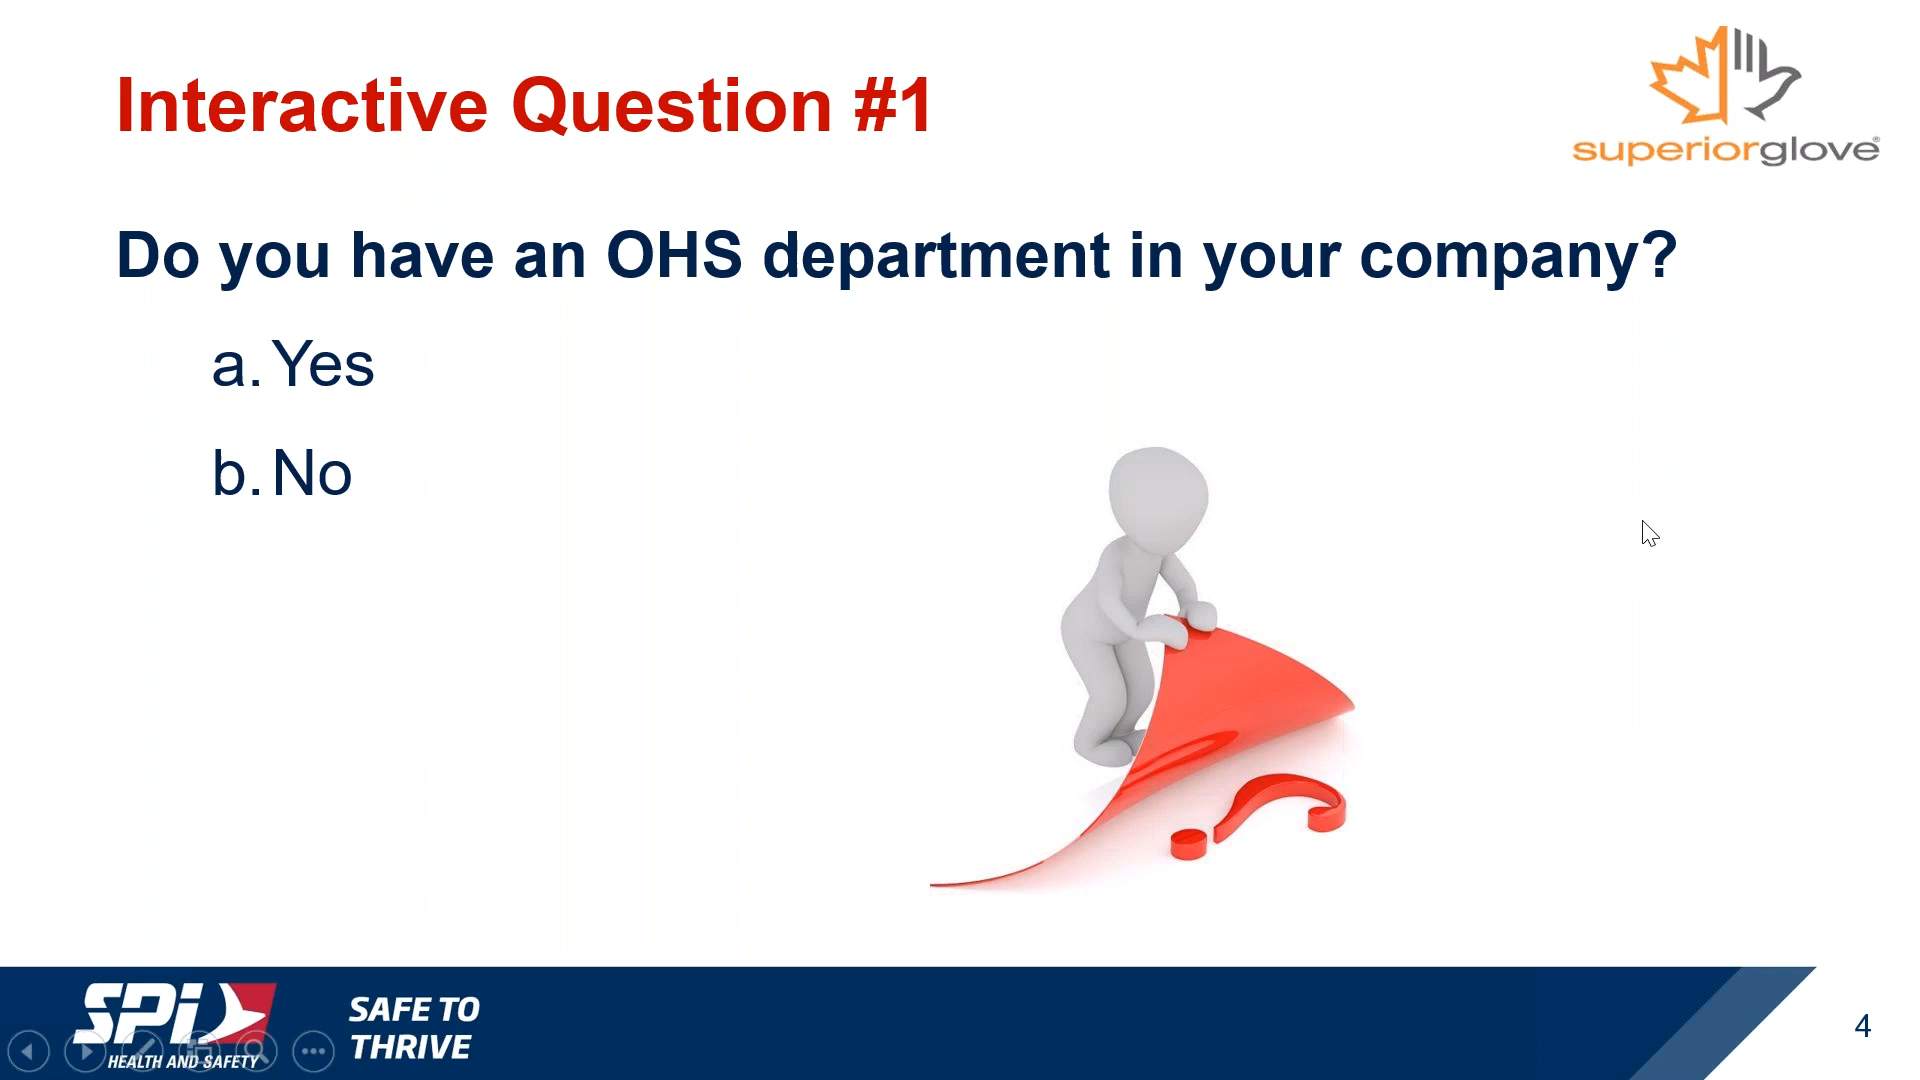 Interactive Question #1
superiorglove®
Do you have an OHS department in your company?
a. Yes
b. No
SPi
HEALTH AND SAFETY
SAFE TO
THRIVE
4